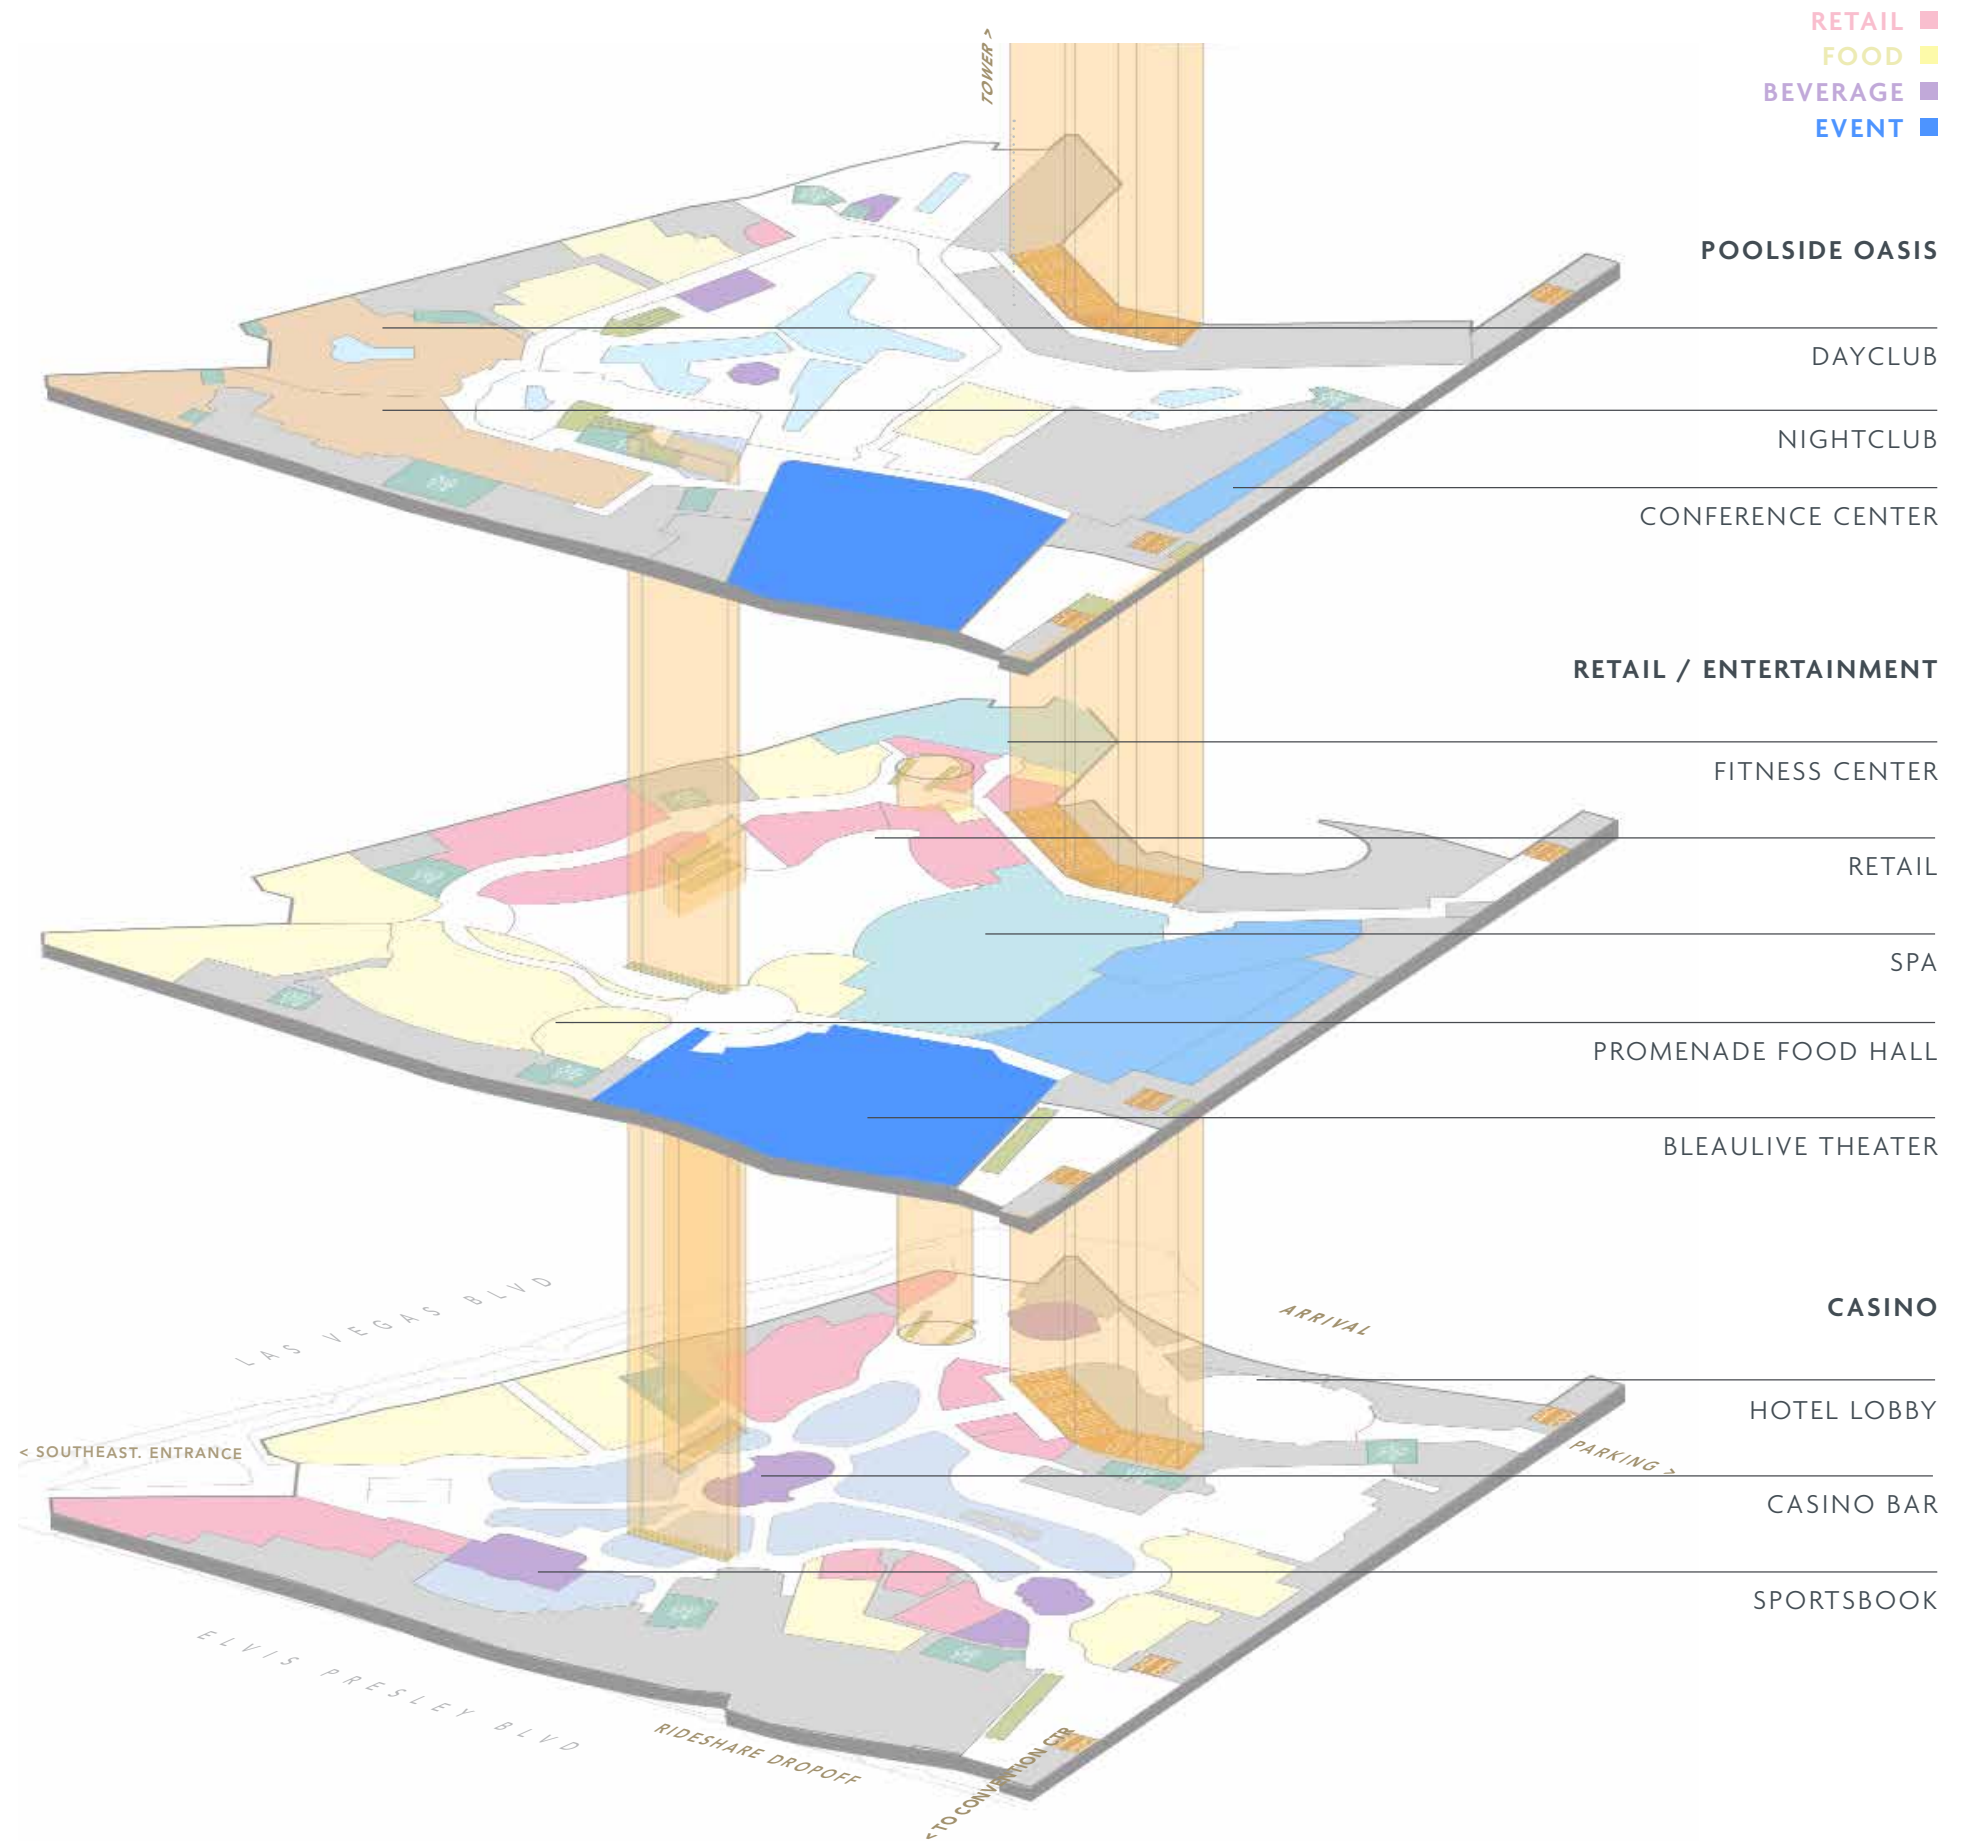 RETAIL
FOOD
BEVERAGE
EVENT
TOWER >
POOLSIDE OASIS
DAYCLUB
NIGHTCLUB
CONFERENCE CENTER
RETAIL / ENTERTAINMENT
FITNESS CENTER
RETAIL
SPA
PROMENADE FOOD HALL
BLEAULIVE THEATER
LAS VEGAS BLVD
ARRIVAL
CASINO
HOTEL LOBBY
< SOUTHEAST. ENTRANCE
PARKING >
CASINO BAR
SPORTSBOOK
ELVIS PRESLEY BLVD
RIDESHARE DROPOFF
< TO CONVENTION CTR